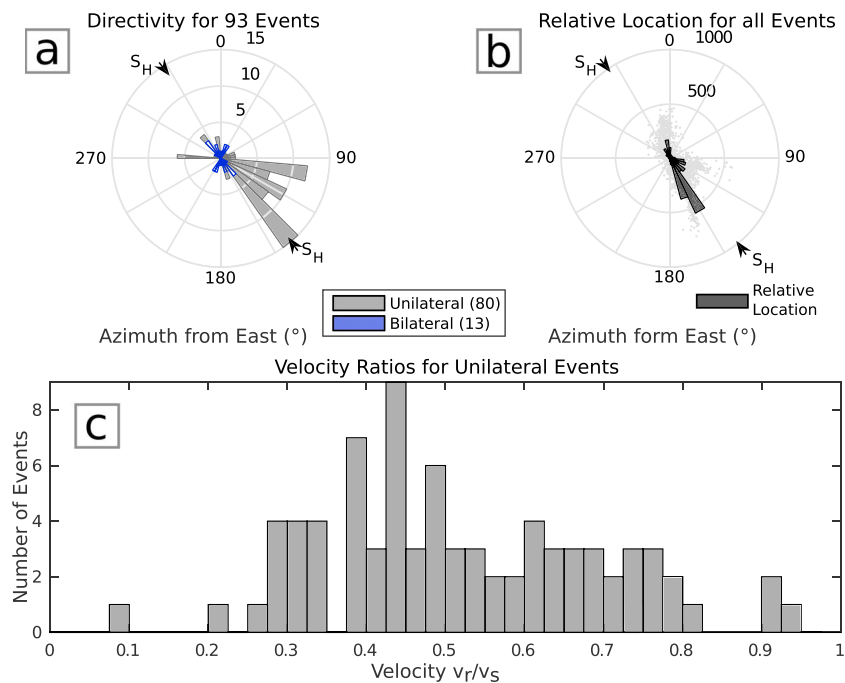 Directivity for 93 Events
a
0
15
10
5
S_H
270
90
S_H
180
Unilateral (80)
Bilateral (13)
Azimuth from East (°)
Relative Location for all Events
b
0
1000
500
S_H
270
90
S_H
180
Relative
Location
Azimuth form East (°)
Velocity Ratios for Unilateral Events
c
Number of Events
8
6
4
2
0
0 0.1 0.2 0.3 0.4 0.5 0.6 0.7 0.8 0.9 1
Velocity v_r/v_s